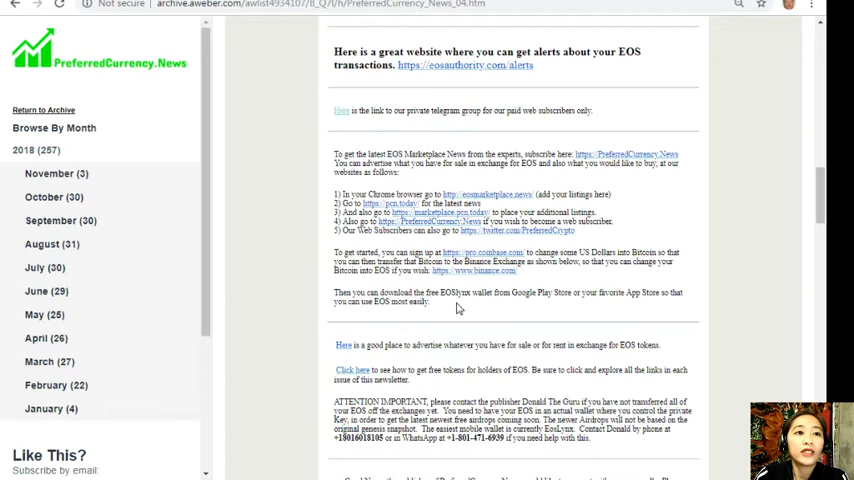 Not secure | archive.aweber.com/awlist4934107/B_Q7I/h/PreferredCurrency_News_04.htm
PreferredCurrency.News
Return to Archive
Browse By Month
2018 (257)
November (3)
October (30)
September (30)
August (31)
July (30)
June (29)
May (25)
April (26)
March (27)
February (22)
January (4)
Like This?
Subscribe by email:
Here is a great website where you can get alerts about your EOS
transactions. https://eosauthority.com/alerts
Here is the link to our private telegram group for our paid web subscribers only.
To get the latest EOS Marketplace News from the experts, subscribe here: https://PreferredCurrency.News
You can advertise what you have for sale in exchange for EOS and also what you would like to buy, at our
websites as follows:
1) In your Chrome browser go to http://eosmarketplace.news/ (add your listings here)
2) Go to https://pcn.today/ for the latest news
3) And also go to https://marketplace.pcn.today/ to place your additional listings.
4) Also go to https://PreferredCurrency.News if you wish to become a web subscriber.
5) Our Web Subscribers can also go to https://twitter.com/PreferredCrypto
To get started, you can sign up at https://pro.coinbase.com/ to change some US Dollars into Bitcoin so that
you can then transfer that Bitcoin to the Binance Exchange as shown below, so that you can change your
Bitcoin into EOS if you wish: https://www.binance.com/
Then you can download the free EOSlynx wallet from Google Play Store or your favorite App Store so that
you can use EOS most easily.
Here is a good place to advertise whatever you have for sale or for rent in exchange for EOS tokens.
Click here to see how to get free tokens for holders of EOS. Be sure to click and explore all the links in each
issue of this newsletter.
ATTENTION IMPORTANT, please contact the publisher Donald The Guru if you have not transferred all of
your EOS off the exchanges yet. You need to have your EOS in an actual wallet where you control the private
Key, in order to get the latest newest free airdrops coming soon. The newer Airdrops will not be based on the
original genesis snapshot. The easiest mobile wallet is currently EosLynx. Contact Donald by phone at
+18016018105 or in WhatsApp at +1-801-471-6939 if you need help with this.